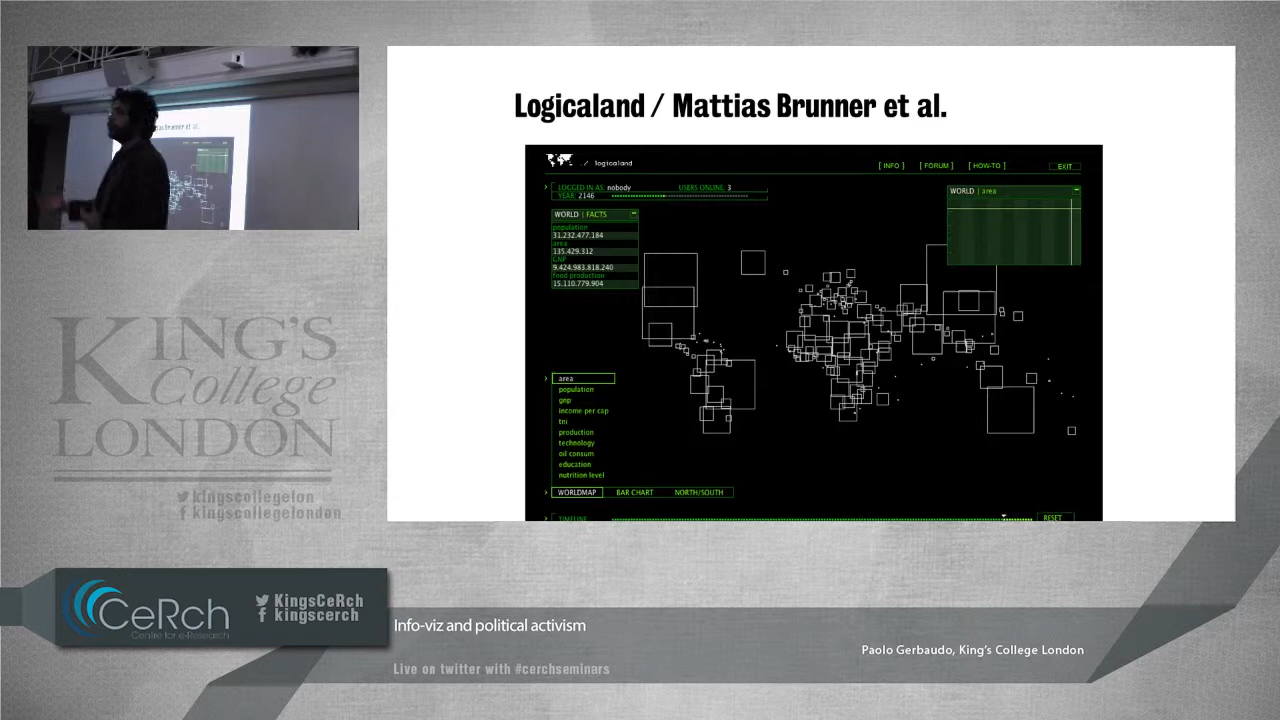 Logicaland / Mattias Brunner et al.
./ logicaland
[ INFO ] [ FORUM ] [ HOW-TO ] EXIT
LOGGED IN AS: nobody USERS ONLINE: 3
YEAR: 2146
WORLD | area
WORLD | FACTS
population
31.232.477.184
area
135.429.312
GNP
9.424.983.818.240
food production
15.110.779.904
area
population
gnp
income per cap
tni
production
technology
oil consum
education
nutrition level
WORLDMAP BAR CHART NORTH/SOUTH
TIMELINE RESET
KING'S
College
LONDON
kingscollegelon
kingscollegelondon
CeRch
Centre for e-Research
KingsCeRch
kingscerch
Info-viz and political activism
Paolo Gerbaudo, King's College London
Live on twitter with #cerchseminars